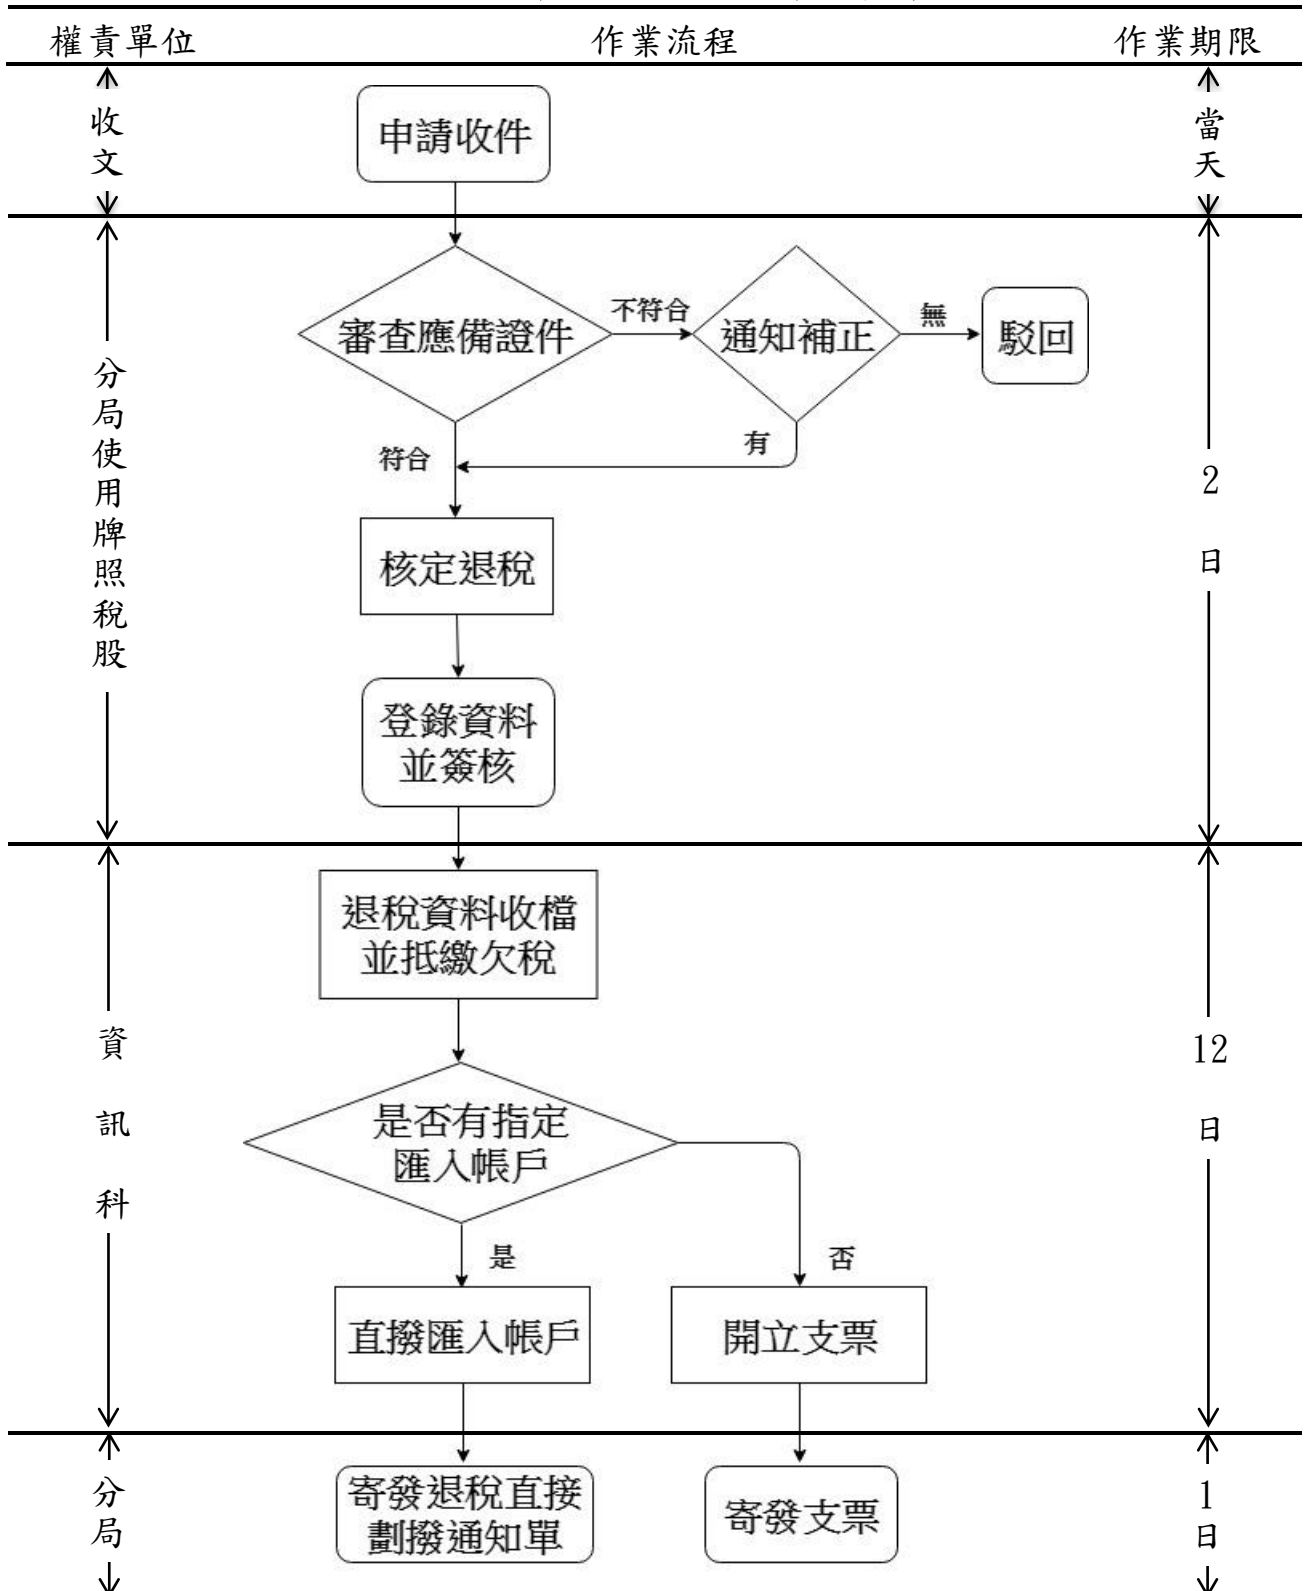 權責單位 作業流程 作業期限
收文
申請收件
當天
分局使用牌照稅股
審查應備證件
不符合
通知補正
無
駁回
符合
有
核定退稅
登錄資料
並簽核
2日
資訊科
退稅資料收檔
並抵繳欠稅
是否有指定
匯入帳戶
是
否
直撥匯入帳戶
開立支票
12日
分局
寄發退稅直接
劃撥通知單
寄發支票
1日